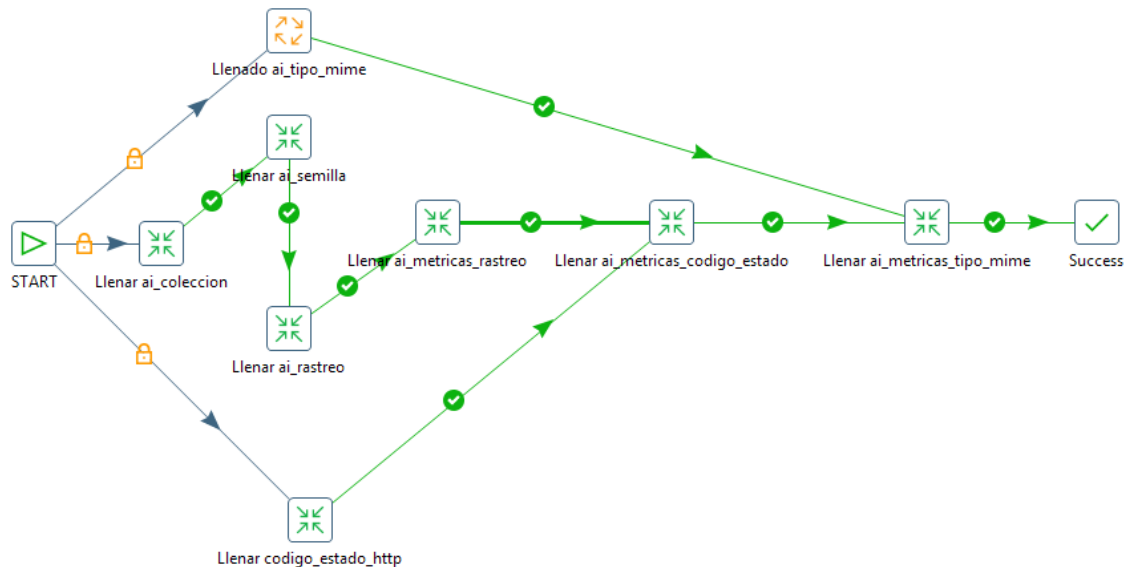 Llenado ai_tipo_mime
Llenar ai_semilla
START
Llenar ai_coleccion
Llenar ai_metricas_rastreo
Llenar ai_metricas_codigo_estado
Llenar ai_metricas_tipo_mime
Success
Llenar ai_rastreo
Llenar codigo_estado_http